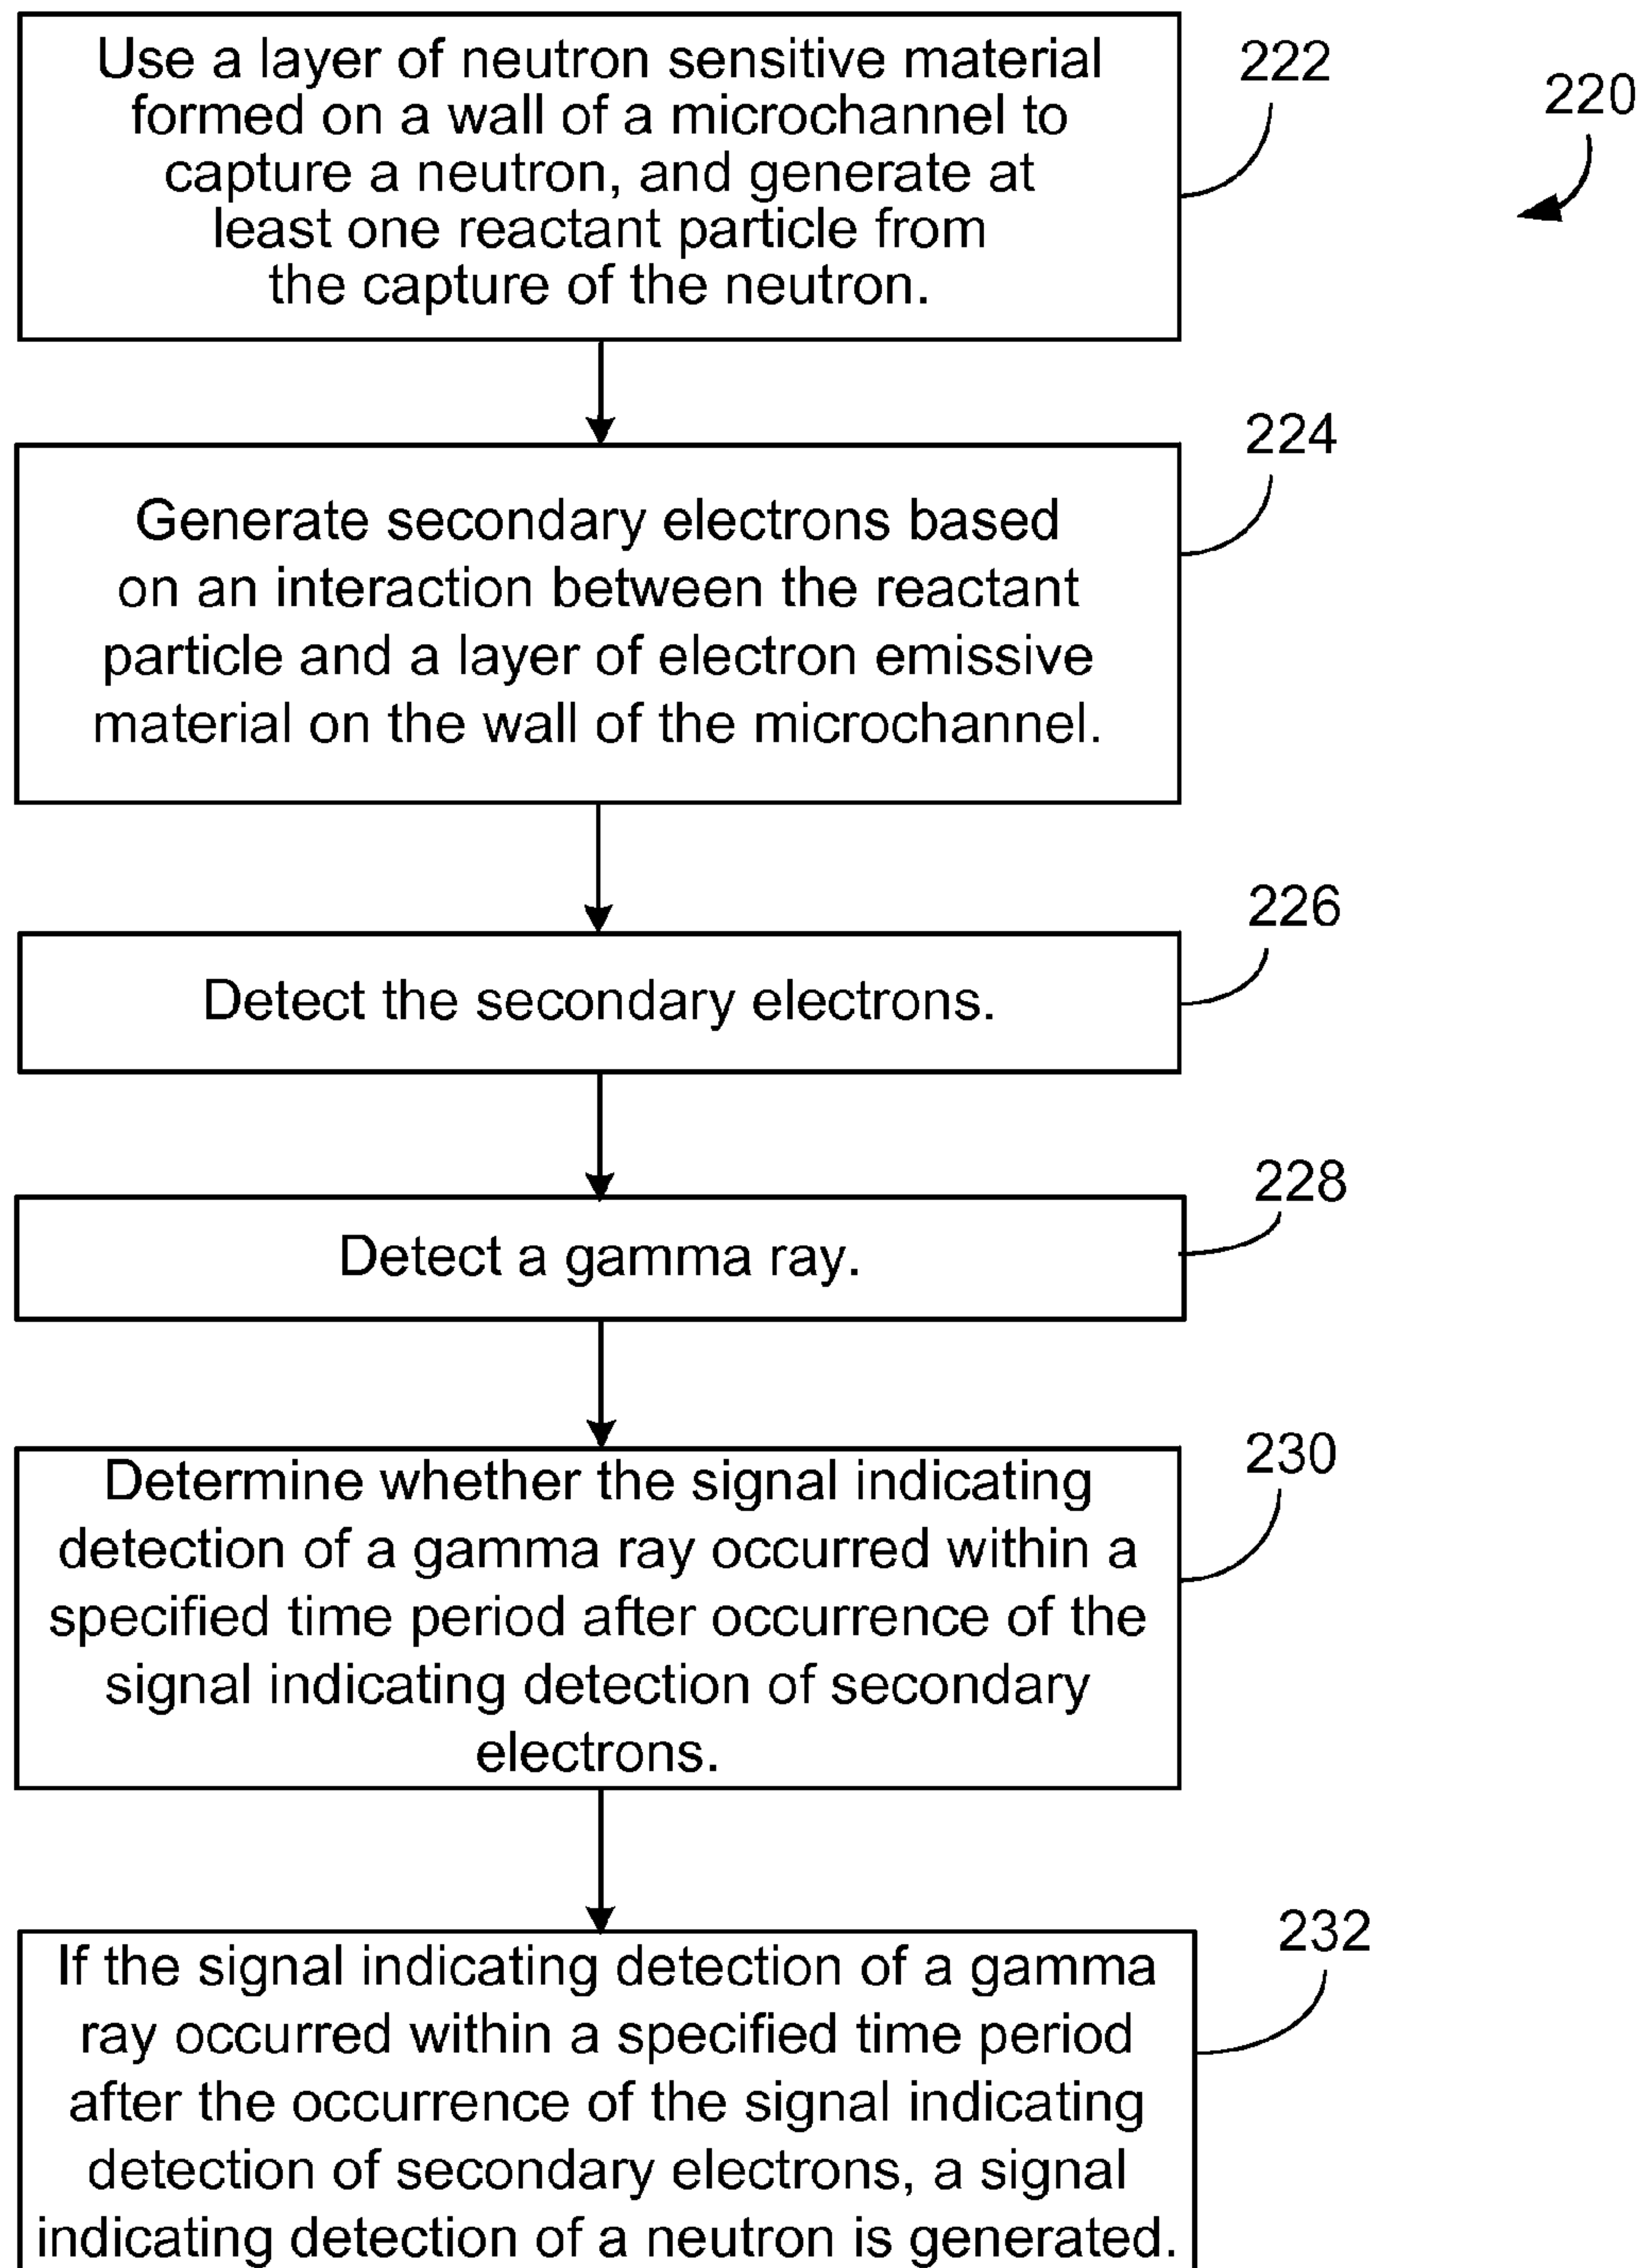 Use a layer of neutron sensitive material
formed on a wall of a microchannel to
capture a neutron, and generate at
least one reactant particle from
the capture of the neutron.
222
220
Generate secondary electrons based
on an interaction between the reactant
particle and a layer of electron emissive
material on the wall of the microchannel.
224
Detect the secondary electrons.
226
Detect a gamma ray.
228
Determine whether the signal indicating
detection of a gamma ray occurred within a
specified time period after occurrence of the
signal indicating detection of secondary
electrons.
230
If the signal indicating detection of a gamma
ray occurred within a specified time period
after the occurrence of the signal indicating
detection of secondary electrons, a signal
indicating detection of a neutron is generated.
232